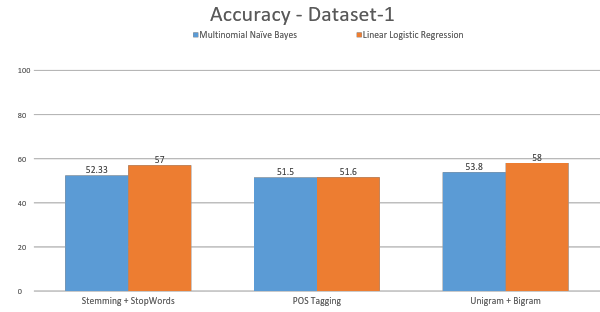 Accuracy - Dataset-1
Multinomial Naïve Bayes Linear Logistic Regression
100
80
60
40
20
0
52.33 57 51.5 51.6 53.8 58
Stemming + StopWords POS Tagging Unigram + Bigram